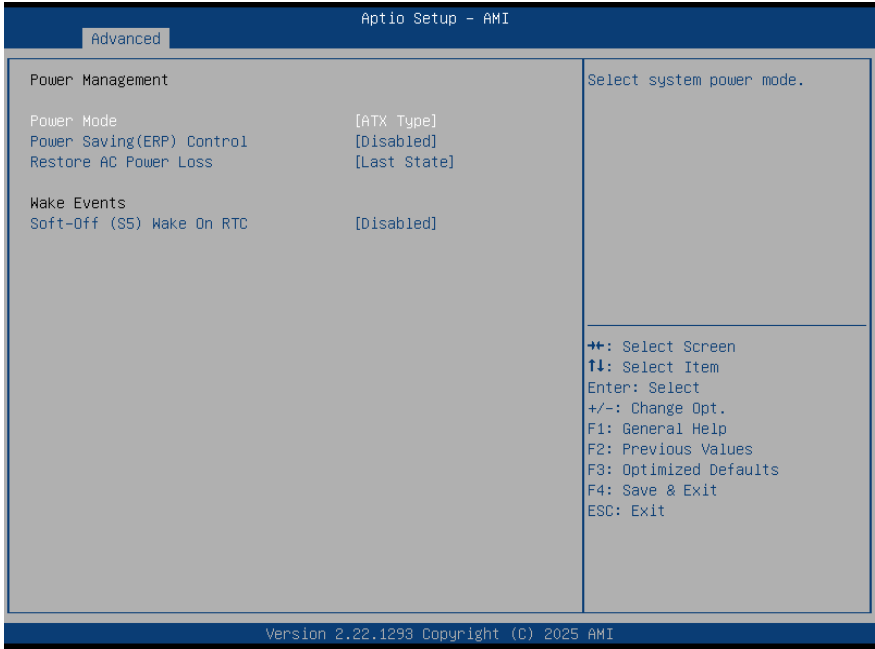 Aptio Setup - AMI
Advanced
Power Management
Power Mode [ATX Type]
Power Saving(ERP) Control [Disabled]
Restore AC Power Loss [Last State]
Wake Events
Soft-Off (S5) Wake On RTC [Disabled]
Select system power mode.
→←: Select Screen
↑↓: Select Item
Enter: Select
+/-: Change Opt.
F1: General Help
F2: Previous Values
F3: Optimized Defaults
F4: Save & Exit
ESC: Exit
Version 2.22.1293 Copyright (C) 2025 AMI